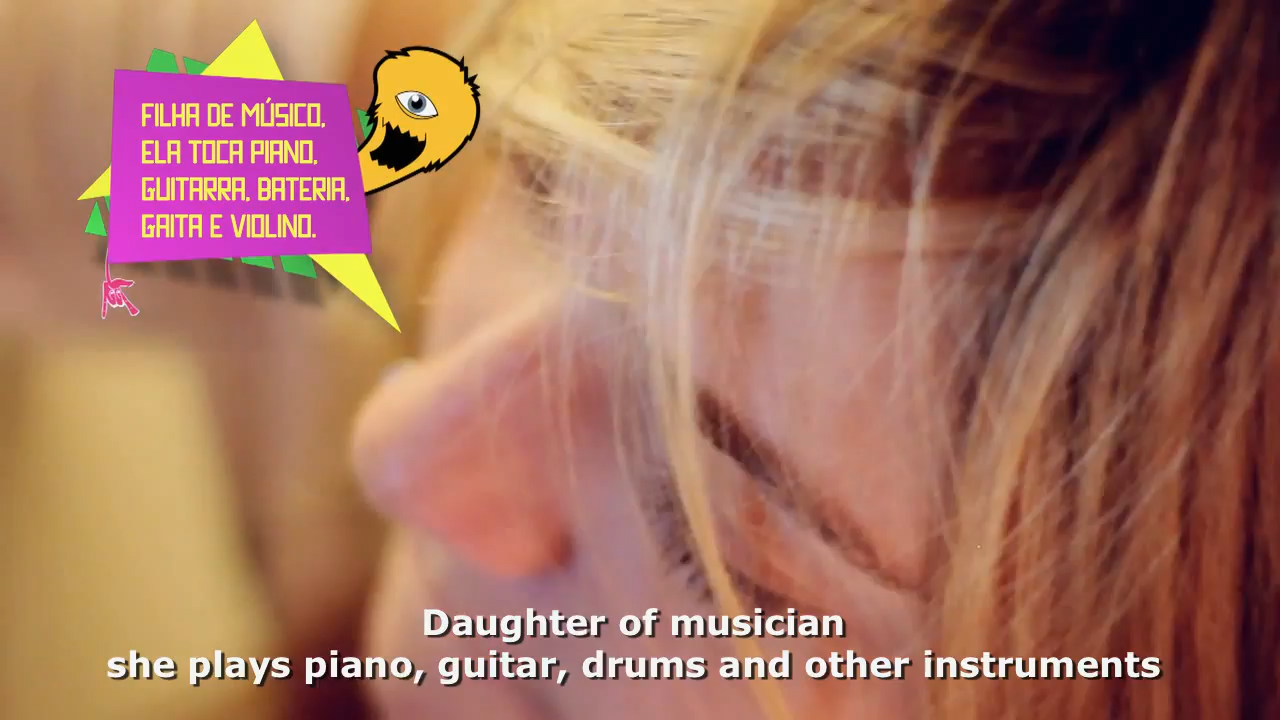 FILHA DE MÚSICO,
ELA TOCA PIANO,
GUITARRA, BATERIA,
GAITA E VIOLINO.
Daughter of musician
she plays piano, guitar, drums and other instruments